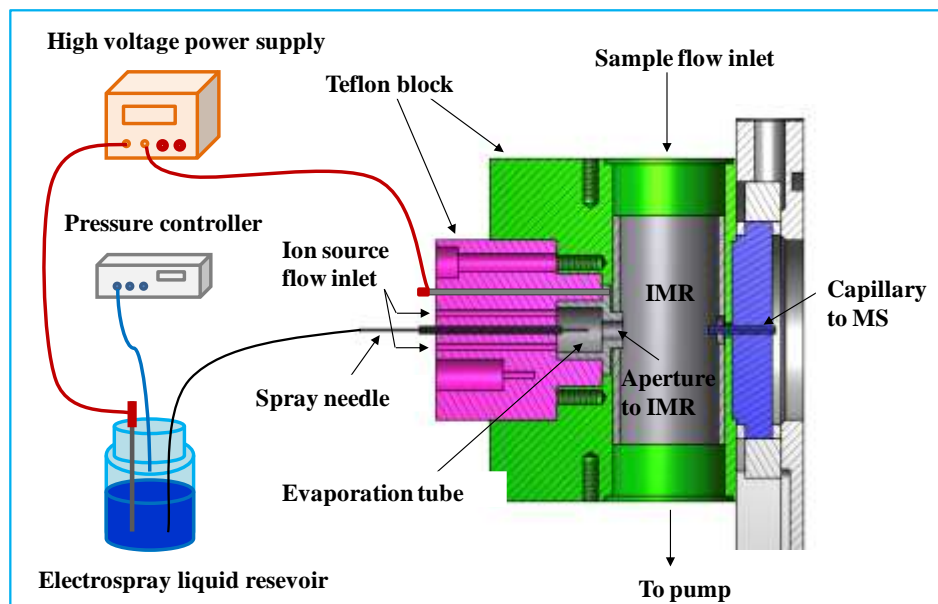 High voltage power supply
Teflon block
Sample flow inlet
Pressure controller
Ion source
flow inlet
IMR
Capillary
to MS
Spray needle
Aperture
to IMR
Evaporation tube
Electrospray liquid resevoir
To pump